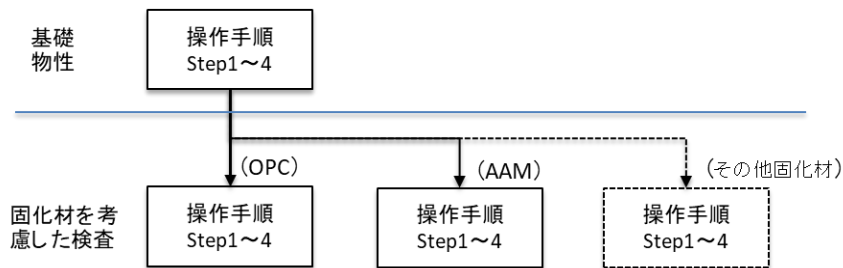 基礎
物性
操作手順
Step1～4
(OPC)
(AAM)
(その他固化材)
固化材を考
慮した検査
操作手順
Step1～4
操作手順
Step1～4
操作手順
Step1～4